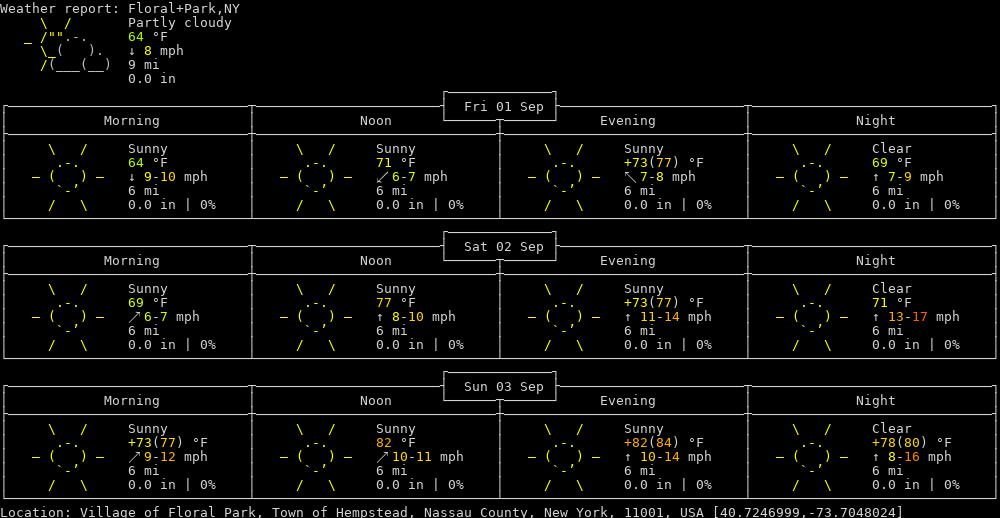 Weather report: Floral+Park,NY
Partly cloudy
64 °F
↓ 8 mph
9 mi
0.0 in
Fri 01 Sep
Morning Noon Evening Night
Sunny Sunny Sunny Clear
64 °F 71 °F +73(77) °F 69 °F
↓ 9-10 mph ↙ 6-7 mph ↖ 7-8 mph ↑ 7-9 mph
6 mi 6 mi 6 mi 6 mi
0.0 in | 0% 0.0 in | 0% 0.0 in | 0% 0.0 in | 0%
Sat 02 Sep
Morning Noon Evening Night
Sunny Sunny Sunny Clear
69 °F 77 °F +73(77) °F 71 °F
↗ 6-7 mph ↑ 8-10 mph ↑ 11-14 mph ↑ 13-17 mph
6 mi 6 mi 6 mi 6 mi
0.0 in | 0% 0.0 in | 0% 0.0 in | 0% 0.0 in | 0%
Sun 03 Sep
Morning Noon Evening Night
Sunny Sunny Sunny Clear
+73(77) °F 82 °F +82(84) °F +78(80) °F
↗ 9-12 mph ↗ 10-11 mph ↑ 10-14 mph ↑ 8-16 mph
6 mi 6 mi 6 mi 6 mi
0.0 in | 0% 0.0 in | 0% 0.0 in | 0% 0.0 in | 0%
Location: Village of Floral Park, Town of Hempstead, Nassau County, New York, 11001, USA [40.7246999,-73.7048024]